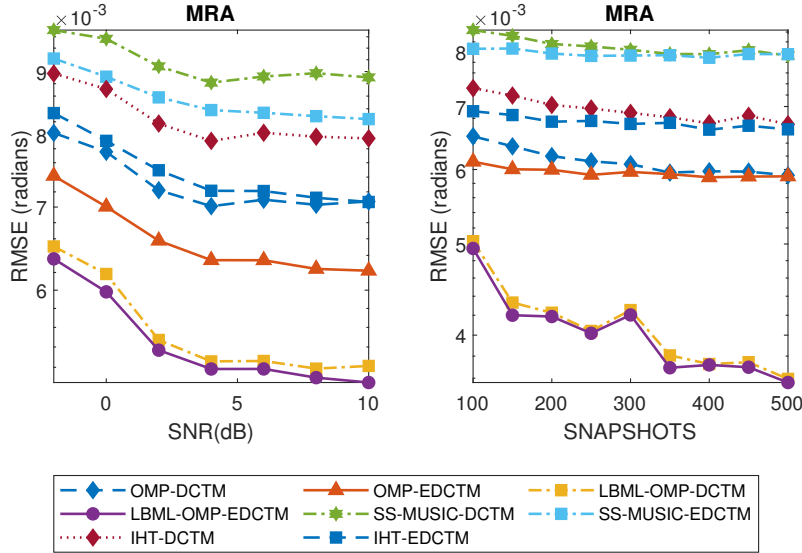 MRA
×10⁻³
9
8
7
6
0
5
10
RMSE (radians)
SNR(dB)
MRA
×10⁻³
8
7
6
5
4
100
200
300
400
500
RMSE (radians)
SNAPSHOTS
OMP-DCTM
OMP-EDCTM
LBML-OMP-DCTM
LBML-OMP-EDCTM
SS-MUSIC-DCTM
SS-MUSIC-EDCTM
IHT-DCTM
IHT-EDCTM